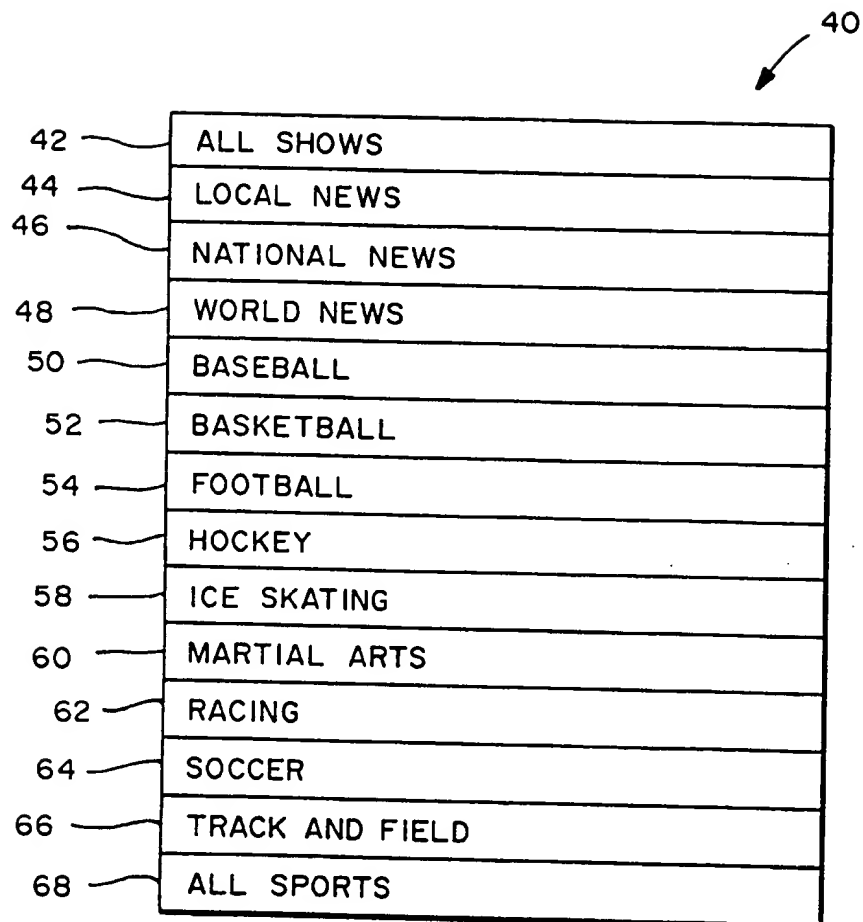 40
42 ALL SHOWS
44 LOCAL NEWS
46 NATIONAL NEWS
48 WORLD NEWS
50 BASEBALL
52 BASKETBALL
54 FOOTBALL
56 HOCKEY
58 ICE SKATING
60 MARTIAL ARTS
62 RACING
64 SOCCER
66 TRACK AND FIELD
68 ALL SPORTS